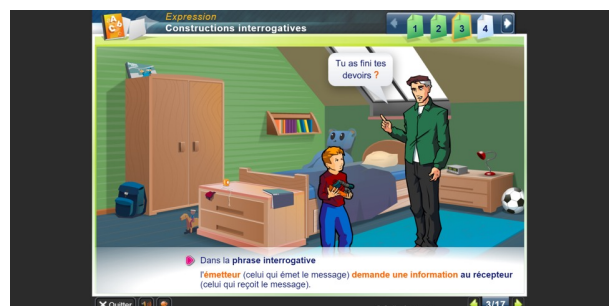 Expression
Constructions interrogatives
1 2 3 4
Tu as fini tes
devoirs ?
Dans la phrase interrogative
l'émetteur (celui qui émet le message) demande une information au récepteur
(celui qui reçoit le message).
X Quitter
3/17